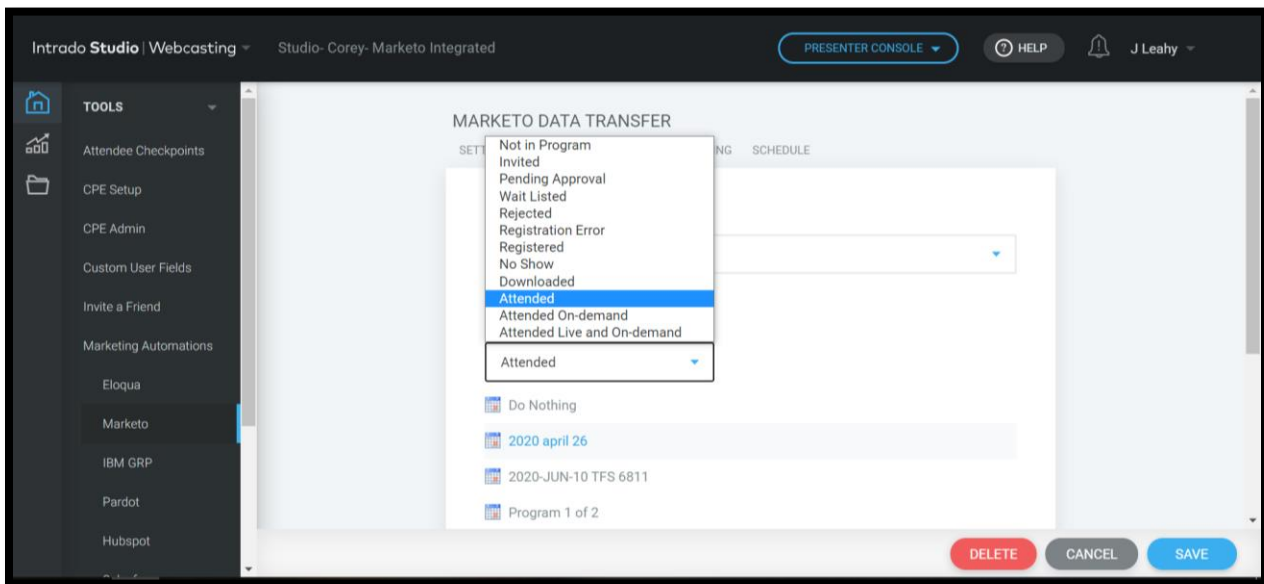 Intrado Studio | Webcasting Studio- Corey- Marketo Integrated PRESENTER CONSOLE ? HELP J Leahy
TOOLS
Attendee Checkpoints
CPE Setup
CPE Admin
Custom User Fields
Invite a Friend
Marketing Automations
Eloqua
Marketo
IBM GRP
Pardot
Hubspot
MARKETO DATA TRANSFER
SETT NG SCHEDULE
Not in Program
Invited
Pending Approval
Wait Listed
Rejected
Registration Error
Registered
No Show
Downloaded
Attended
Attended On-demand
Attended Live and On-demand
Attended
Do Nothing
2020 april 26
2020-JUN-10 TFS 6811
Program 1 of 2
DELETE CANCEL SAVE